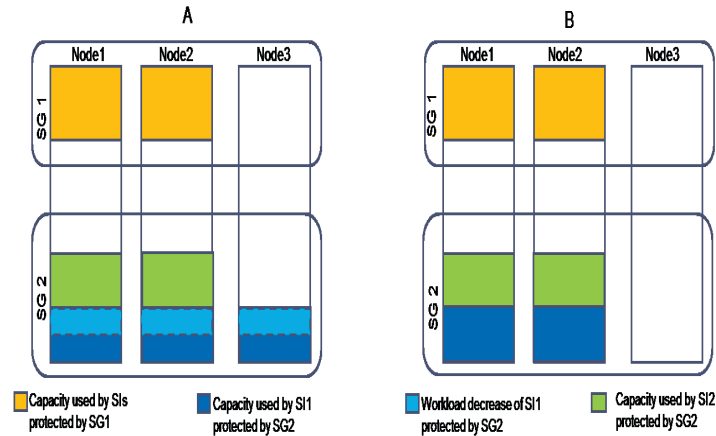 A
B
Node1 Node2 Node3
Node1 Node2 Node3
SG 1
SG 1
SG 2
SG 2
Capacity used by SIs
protected by SG1
Capacity used by SI1
protected by SG2
Workload decrease of SI1
protected by SG2
Capacity used by SI2
protected by SG2